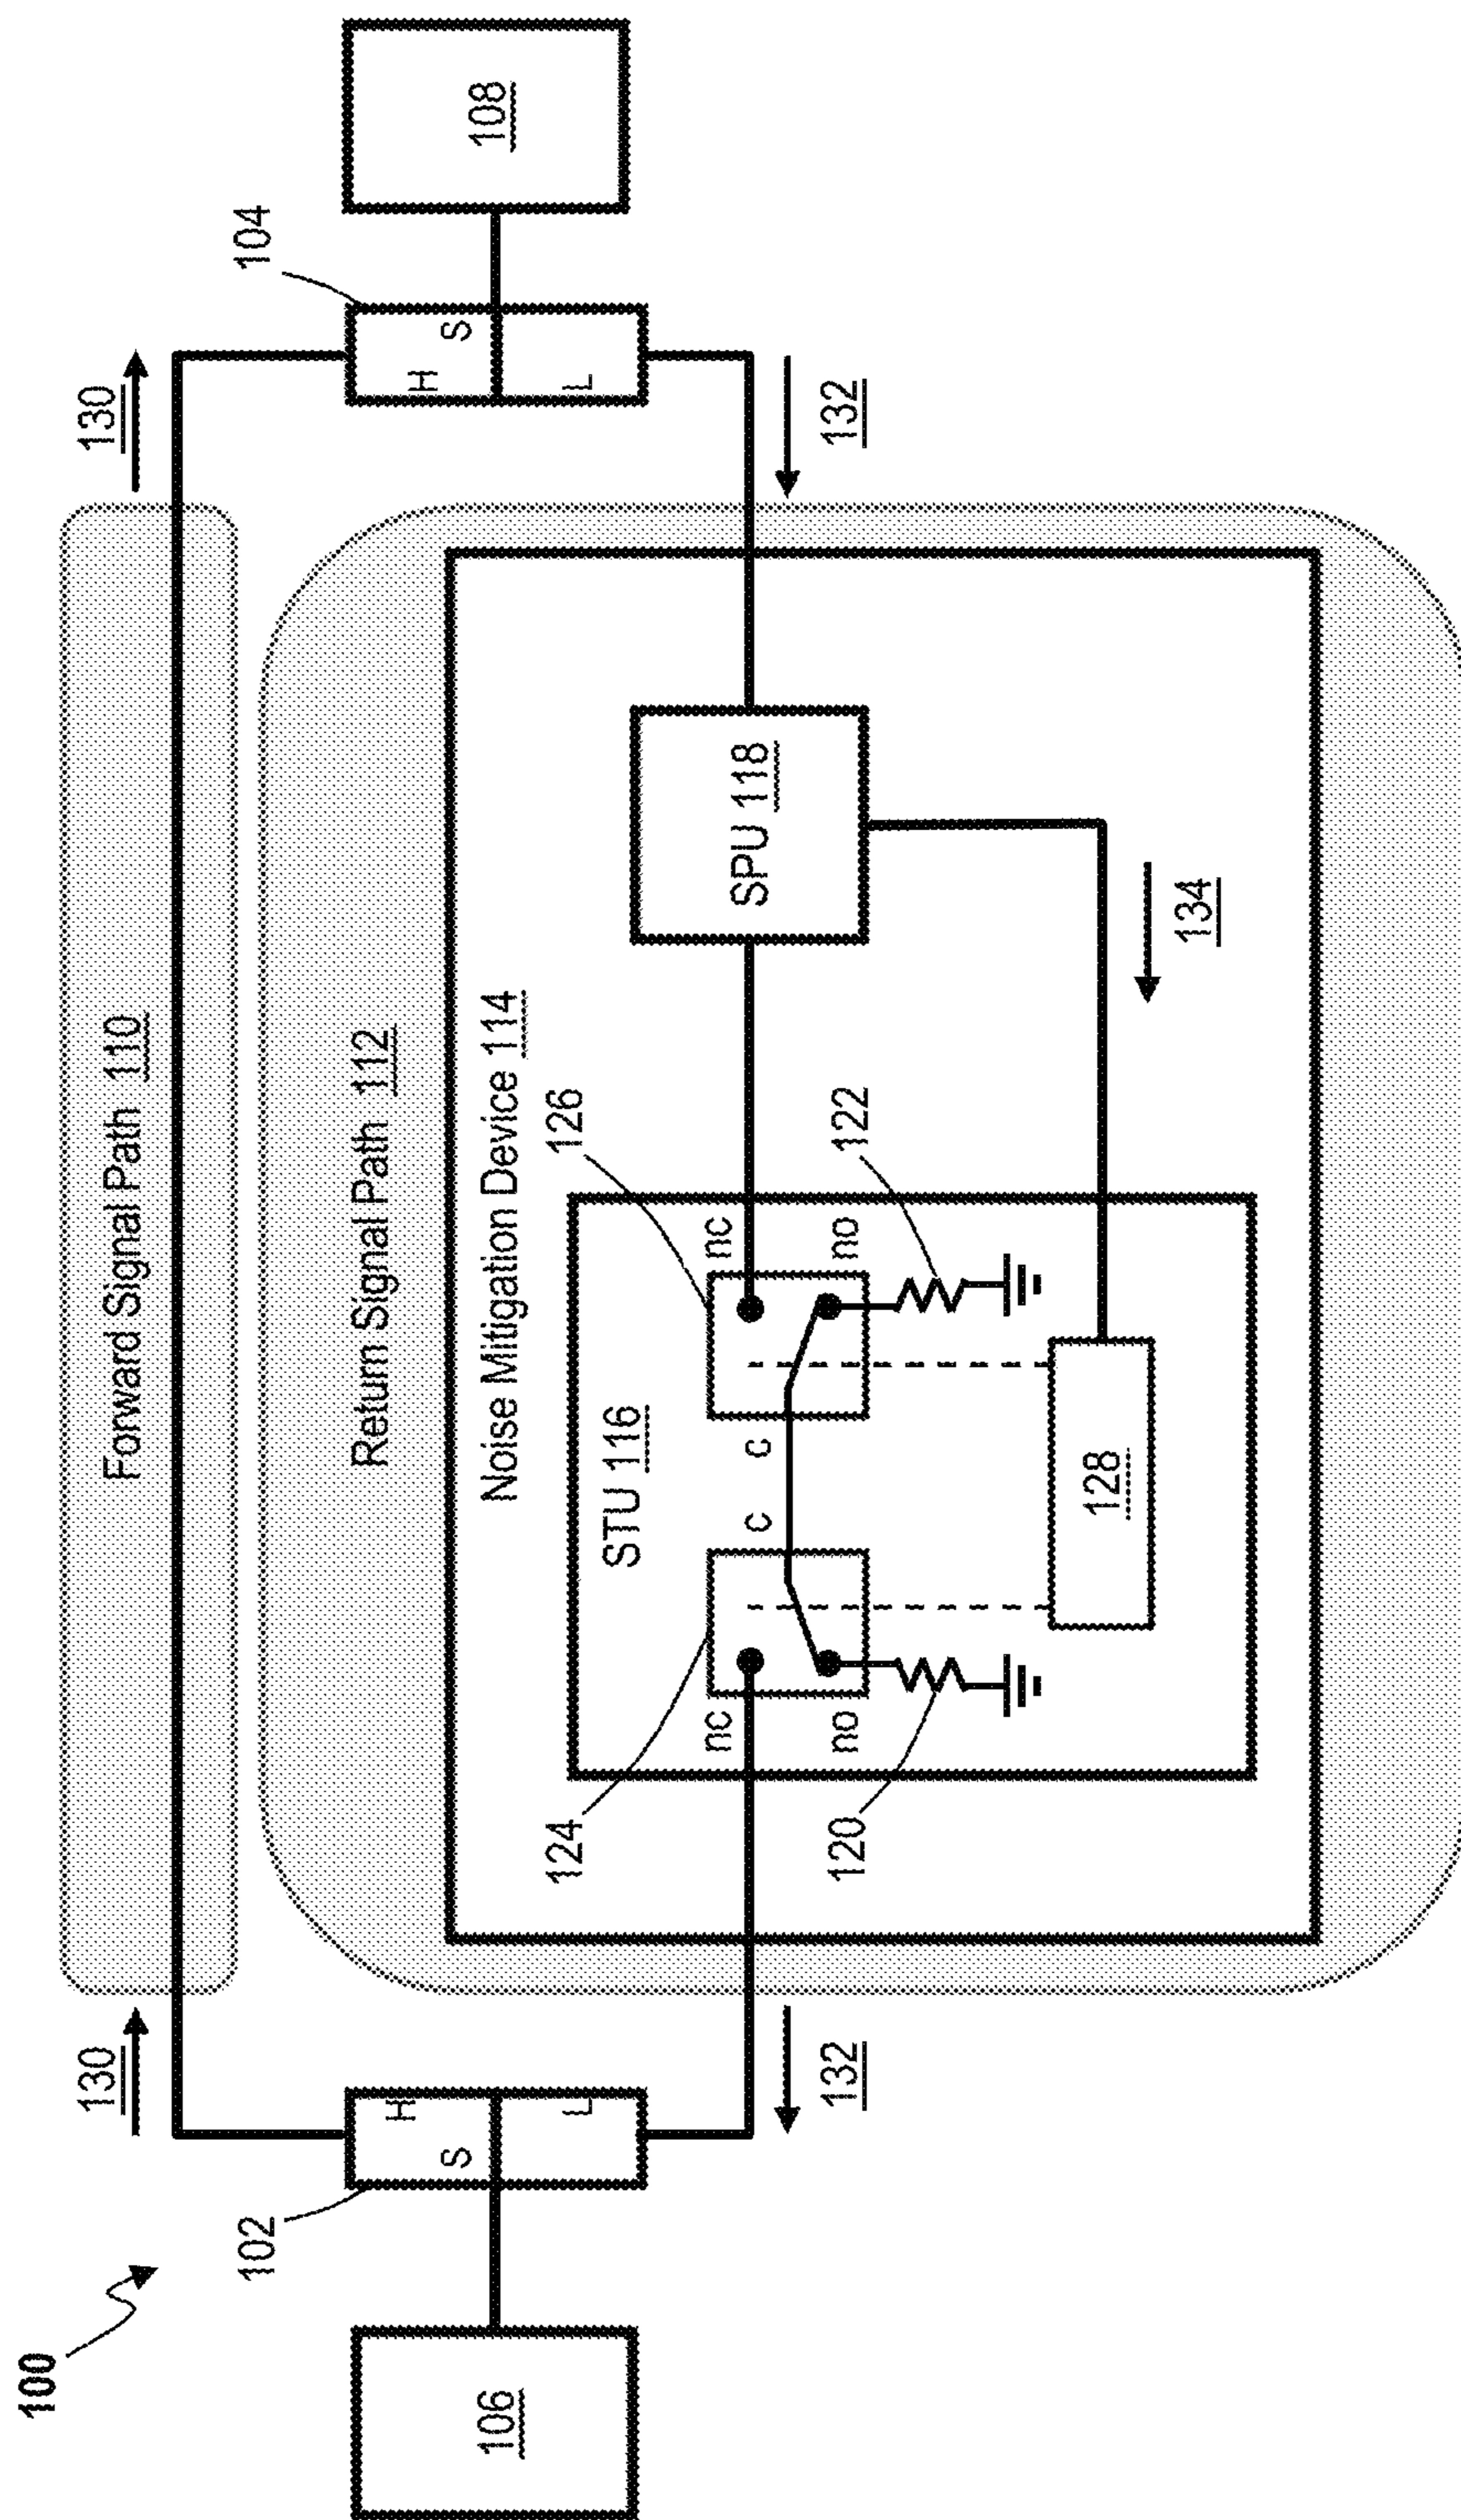 100
130
Forward Signal Path 110
130
102
104
106
H
S
L
H
S
L
108
Return Signal Path 112
132
132
Noise Mitigation Device 114
STU 116
SPU 118
124
126
nc
c
c
nc
no
no
120
122
128
134